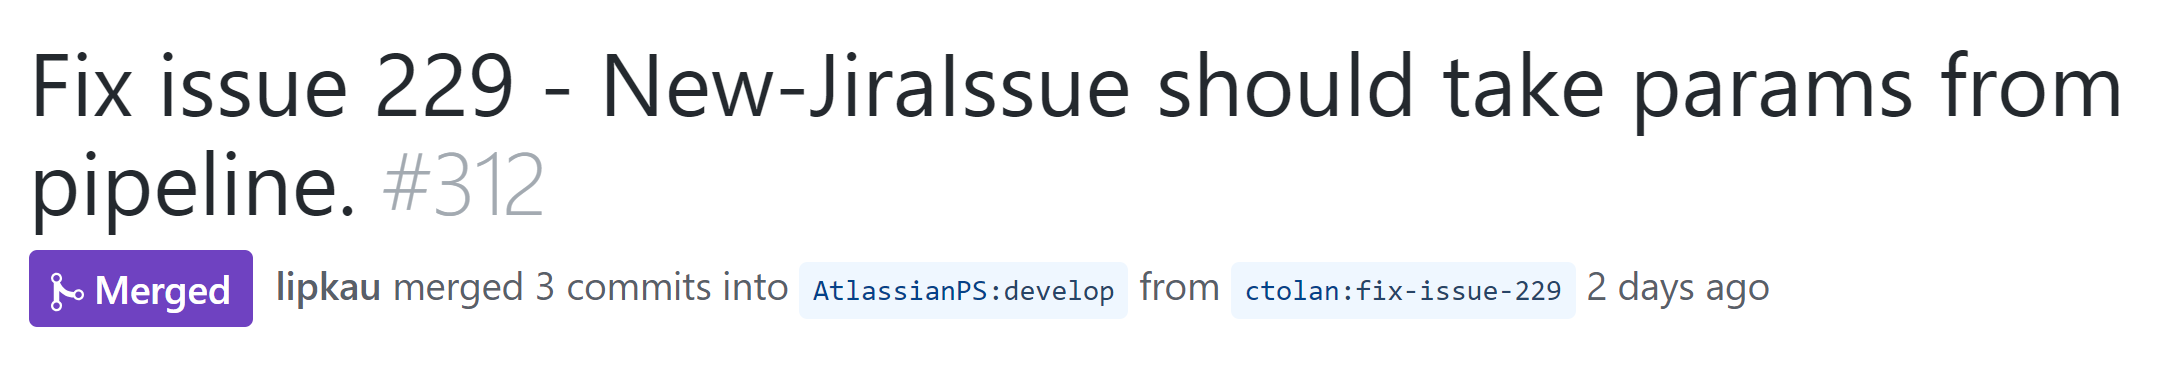 Fix issue 229 - New-JiraIssue should take params from
pipeline. #312
Merged lipkau merged 3 commits into AtlassianPS:develop from ctolan:fix-issue-229 2 days ago